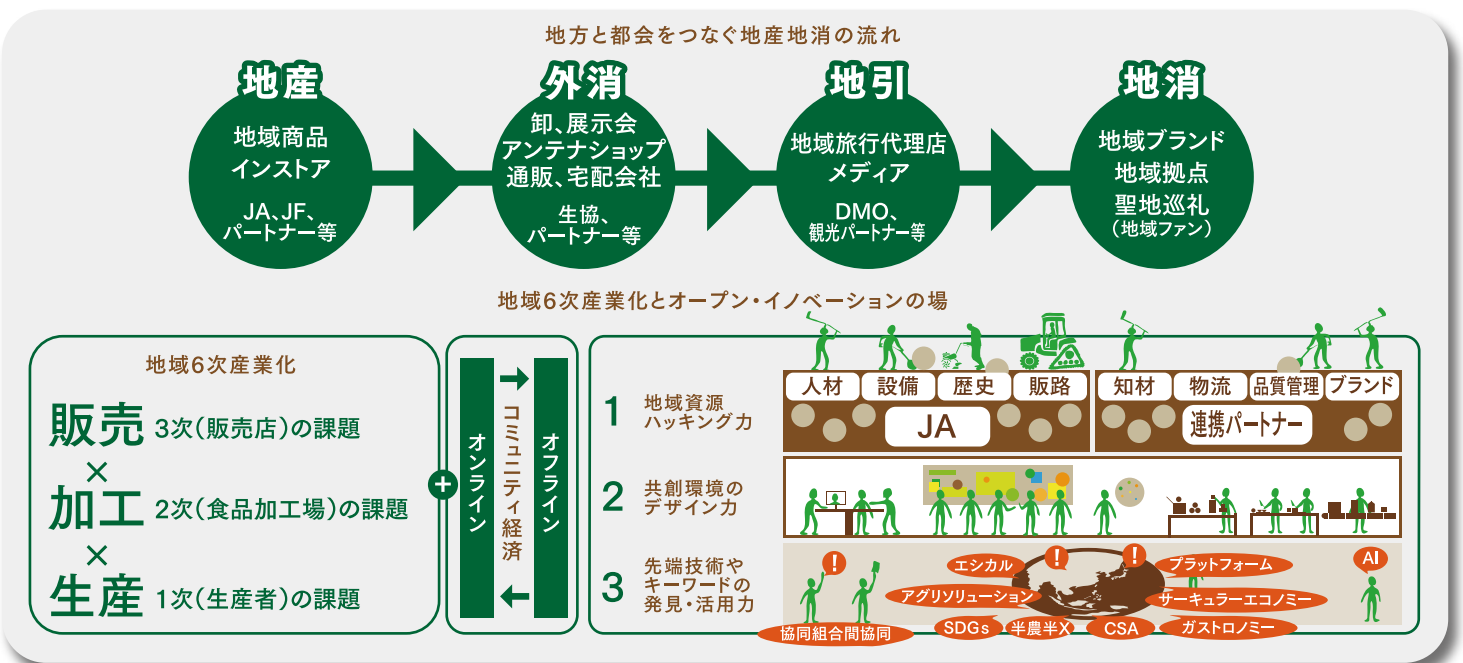 地方と都会をつなぐ地産地消の流れ
地産
地域商品
インストア
JA、JF、
パートナー等
外消
卸、展示会
アンテナショップ
通販、宅配会社
生協、
パートナー等
地引
地域旅行代理店
メディア
DMO、
観光パートナー等
地消
地域ブランド
地域拠点
聖地巡礼
（地域ファン）
地域6次産業化とオープン・イノベーションの場
地域6次産業化
販売 3次（販売店）の課題
×
加工 2次（食品加工場）の課題
×
生産 1次（生産者）の課題
+
オンライン
コミュニティ経済
オフライン
1 地域資源
ハッキング力
人材 設備 歴史 販路
JA
知材 物流 品質管理 ブランド
連携パートナー
2 共創環境の
デザイン力
3 先端技術や
キーワードの
発見・活用力
! ! !
エシカル
プラットフォーム
AI
アグリソリューション
サーキュラーエコノミー
協同組合間協同
SDGs
半農半X
CSA
ガストロノミー